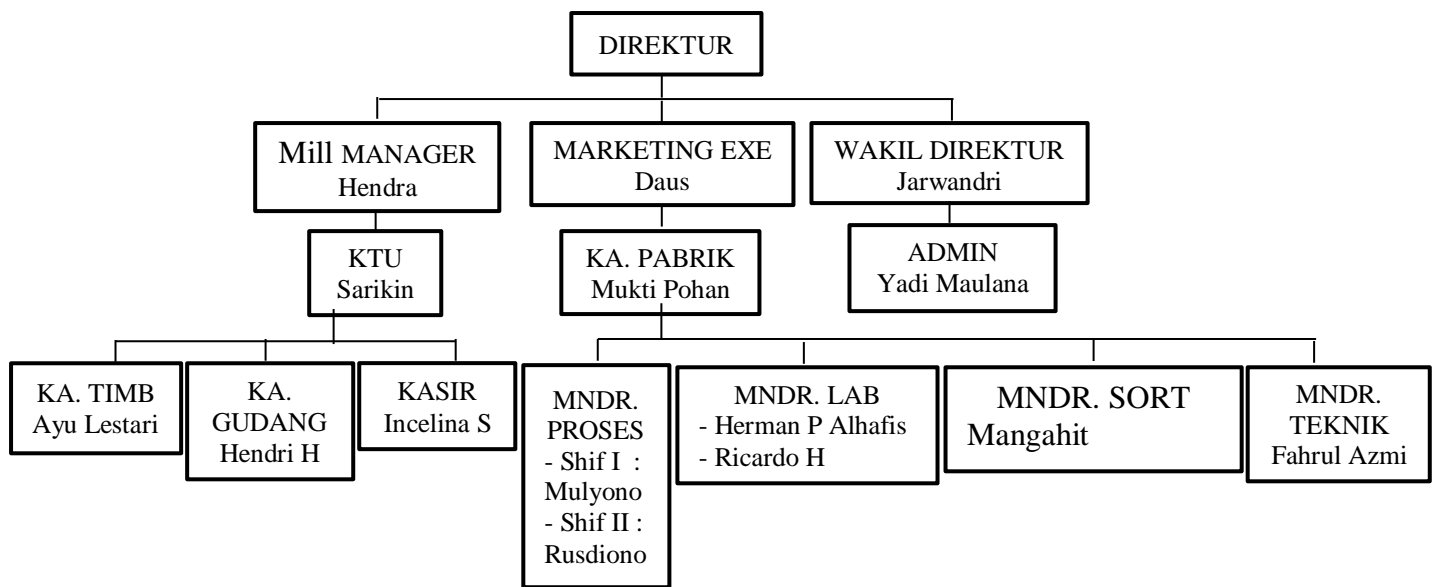 DIREKTUR
Mill MANAGER
Hendra
MARKETING EXE
Daus
WAKIL DIREKTUR
Jarwandri
KTU
Sarikin
KA. PABRIK
Mukti Pohan
ADMIN
Yadi Maulana
KA. TIMB
Ayu Lestari
KA.
GUDANG
Hendri H
KASIR
Incelina S
MNDR.
PROSES
- Shif I :
Mulyono
- Shif II :
Rusdiono
MNDR. LAB
- Herman P Alhafis
- Ricardo H
MNDR. SORT
Mangahit
MNDR.
TEKNIK
Fahrul Azmi